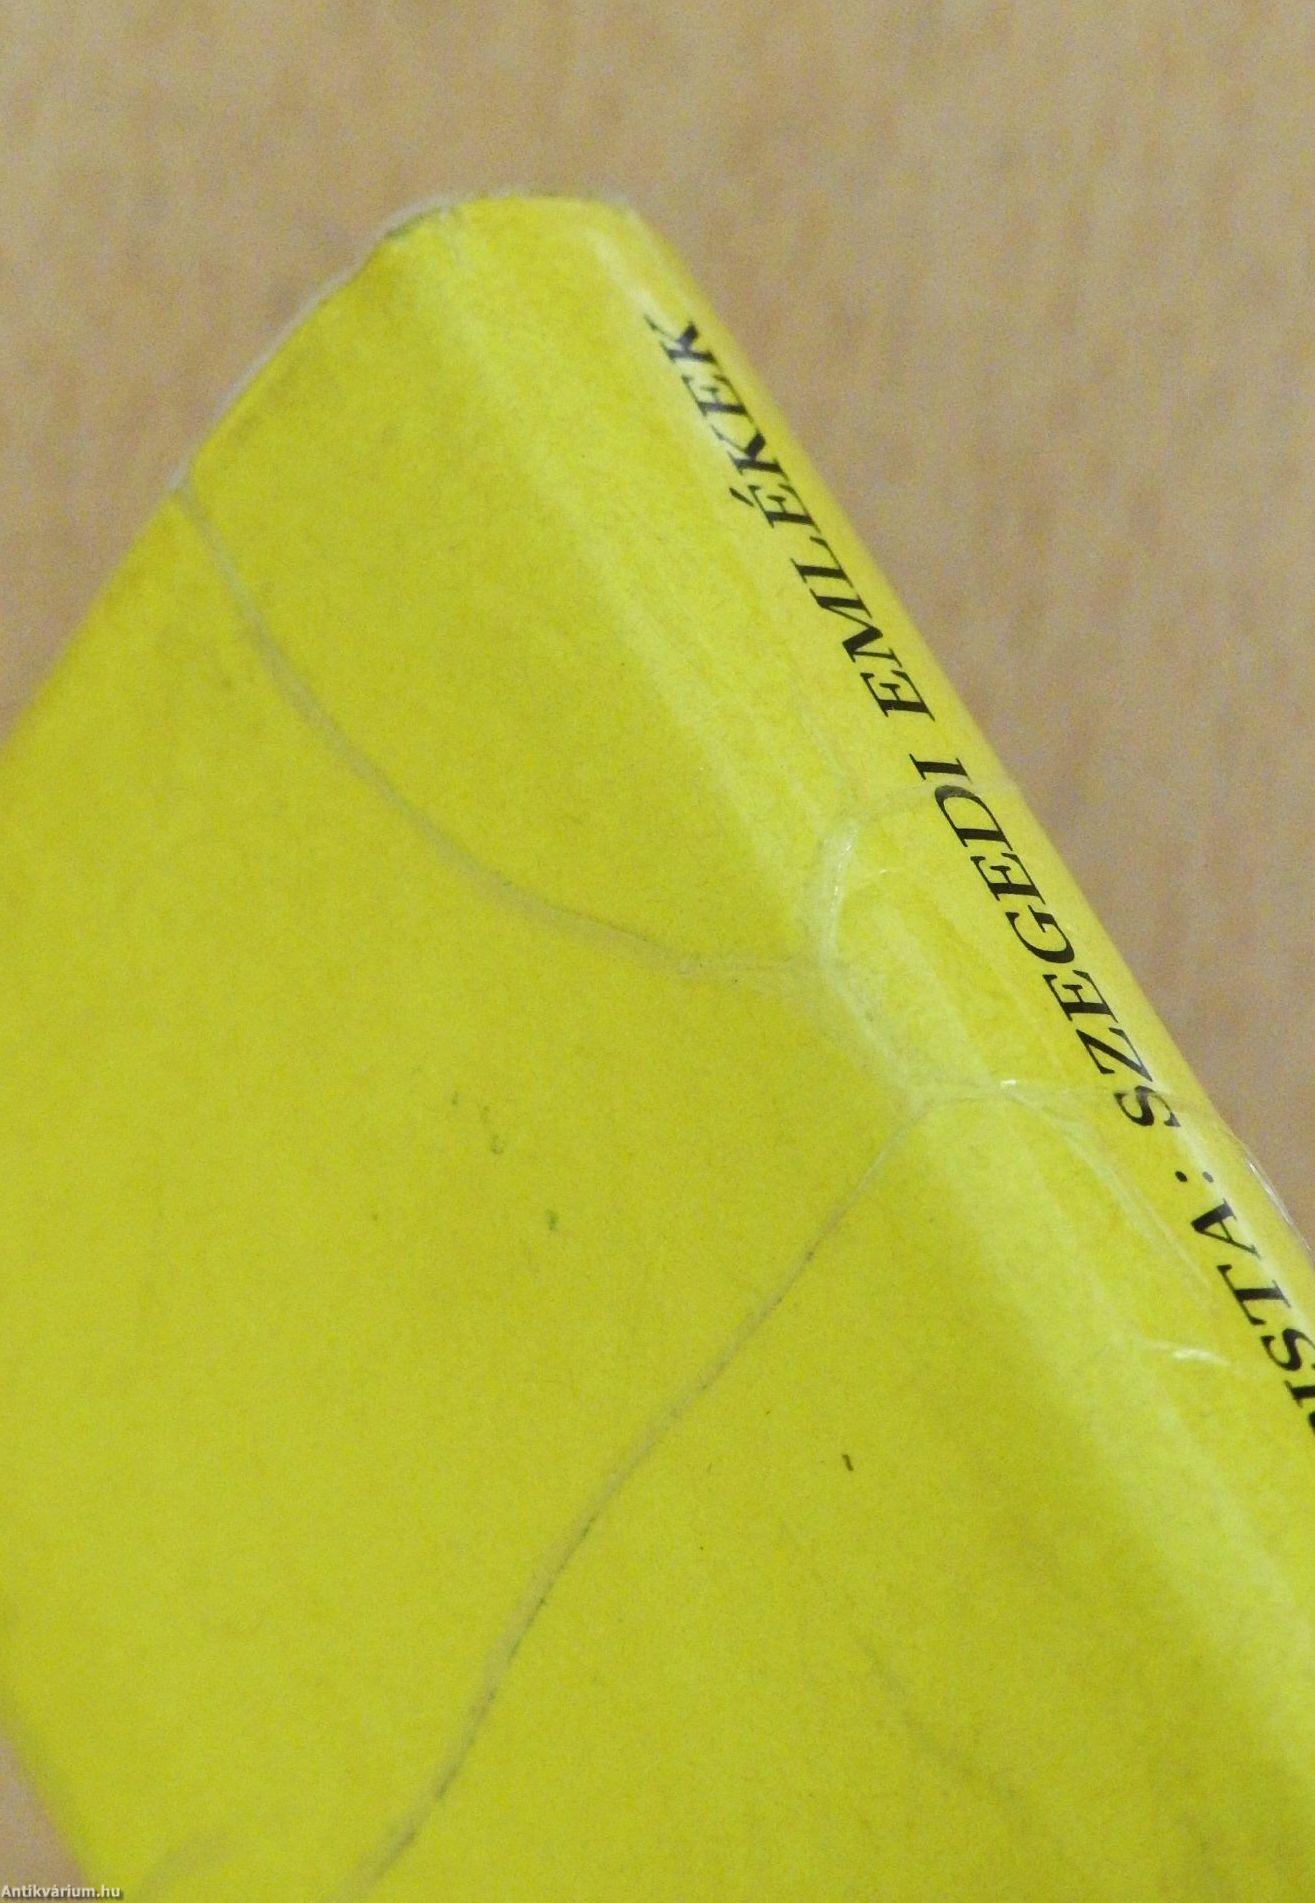 ISTA: SZEGEDI EMLÉKEK
Antikvárium.hu